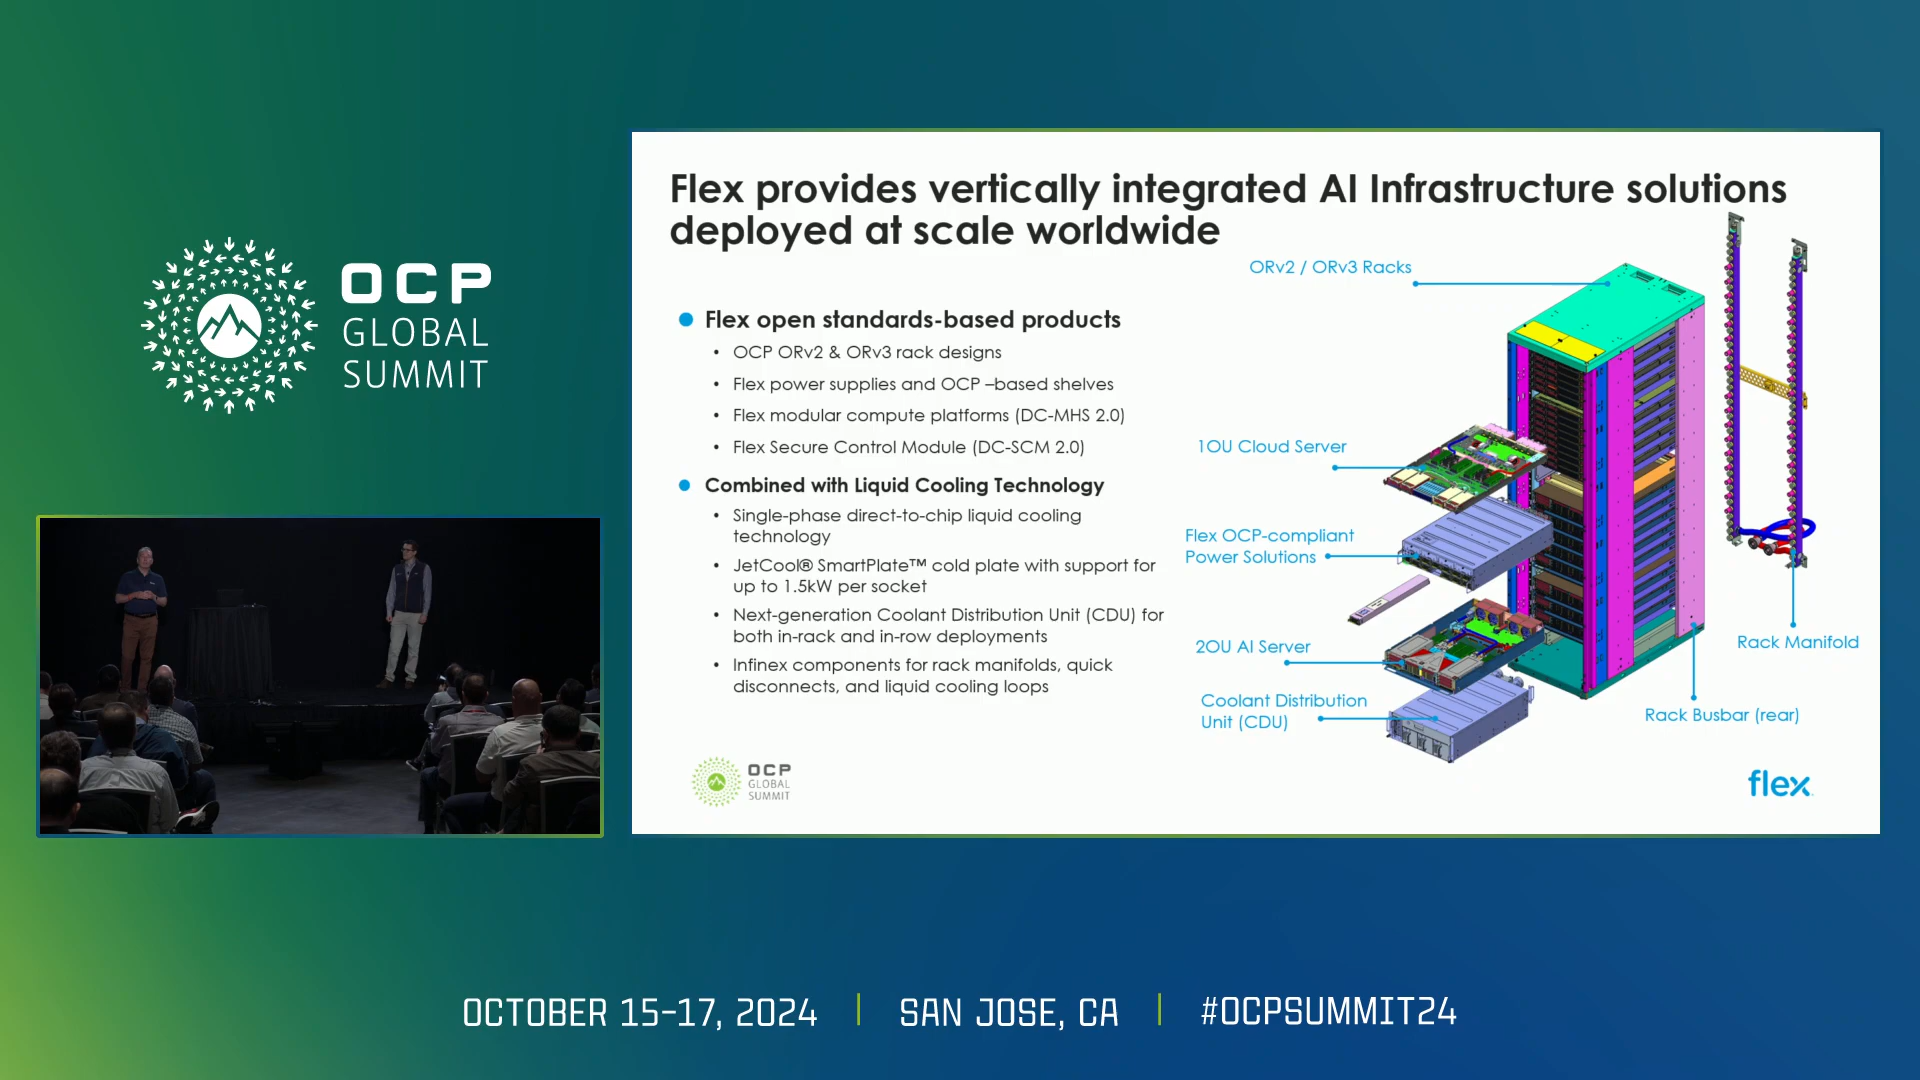 OCP
GLOBAL
SUMMIT
Flex provides vertically integrated AI Infrastructure solutions
deployed at scale worldwide
Flex open standards-based products
• OCP ORv2 & ORv3 rack designs
• Flex power supplies and OCP –based shelves
• Flex modular compute platforms (DC-MHS 2.0)
• Flex Secure Control Module (DC-SCM 2.0)
Combined with Liquid Cooling Technology
• Single-phase direct-to-chip liquid cooling
technology
• JetCool® SmartPlate™ cold plate with support for
up to 1.5kW per socket
• Next-generation Coolant Distribution Unit (CDU) for
both in-rack and in-row deployments
• Infinex components for rack manifolds, quick
disconnects, and liquid cooling loops
ORv2 / ORv3 Racks
1OU Cloud Server
Flex OCP-compliant
Power Solutions
2OU AI Server
Coolant Distribution
Unit (CDU)
Rack Manifold
Rack Busbar (rear)
OCP
GLOBAL
SUMMIT
flex
OCTOBER 15-17, 2024 | SAN JOSE, CA | #OCPSUMMIT24